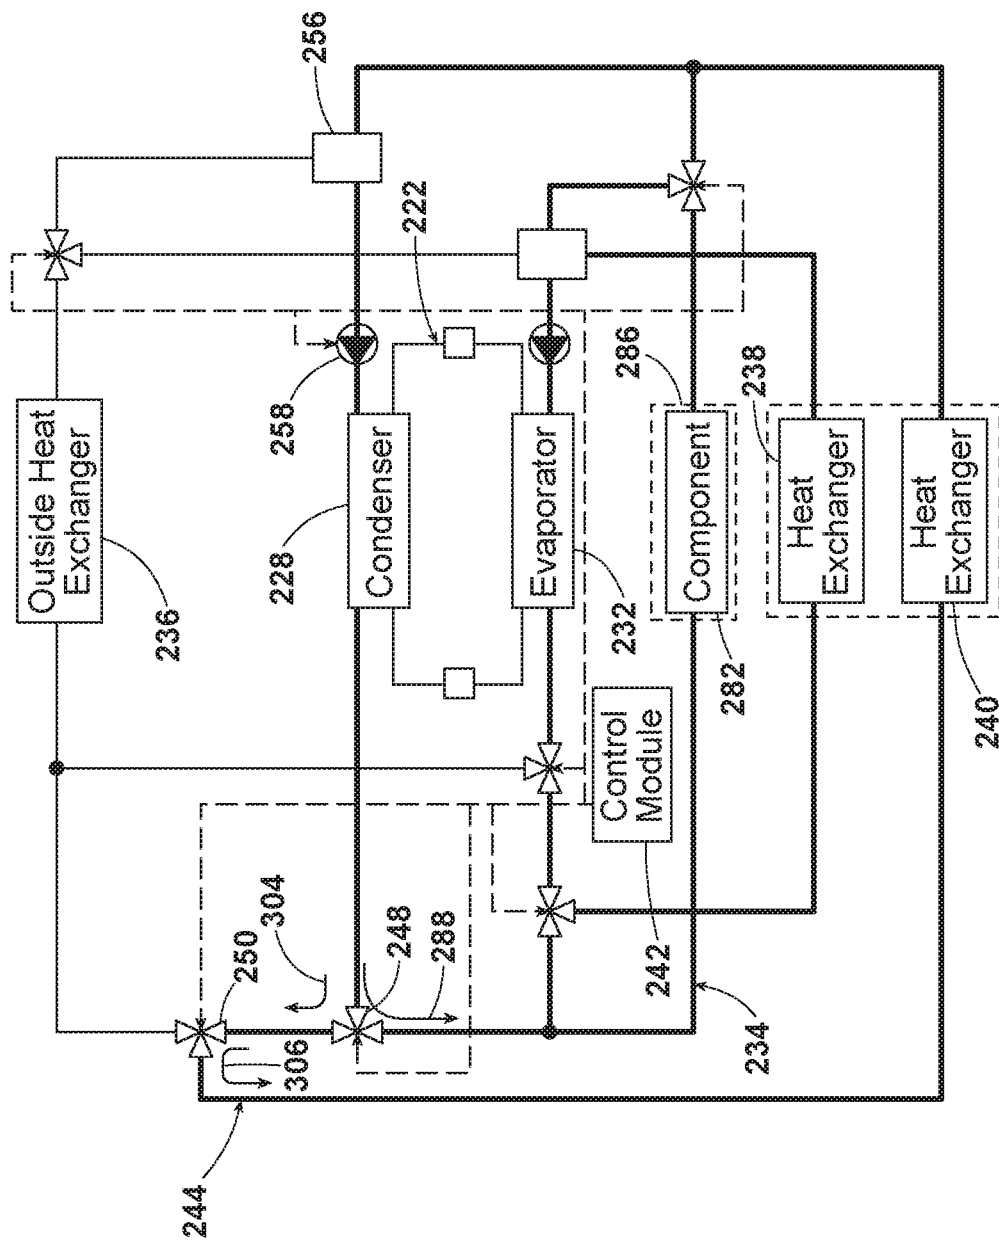 244
306
250
304
248
288
234
242
Control
Module
236
Outside Heat
Exchanger
228
Condenser
258
222
256
Evaporator
232
282
Component
286
238
Heat
Exchanger
Heat
Exchanger
240